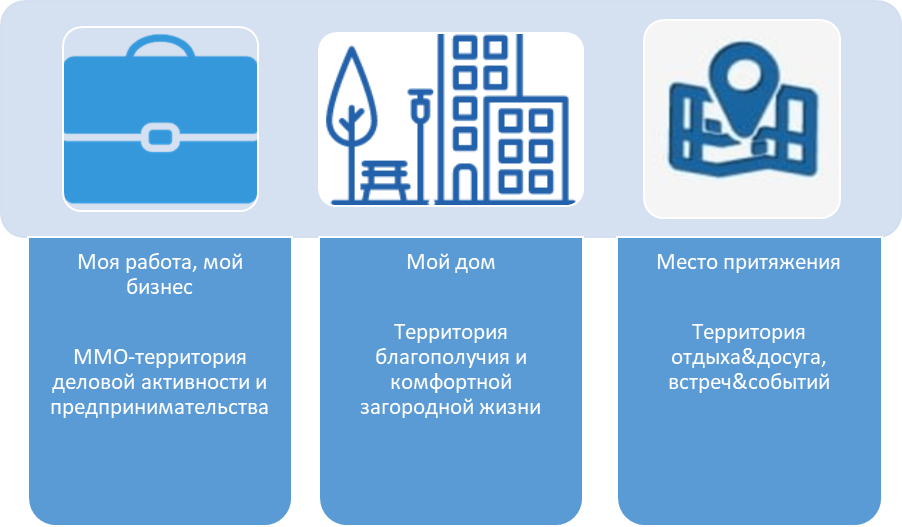 Моя работа, мой
бизнес
ММО-территория
деловой активности и
предпринимательства
Мой дом
Территория
благополучия и
комфортной
загородной жизни
Место притяжения
Территория
отдыха&досуга,
встреч&событий